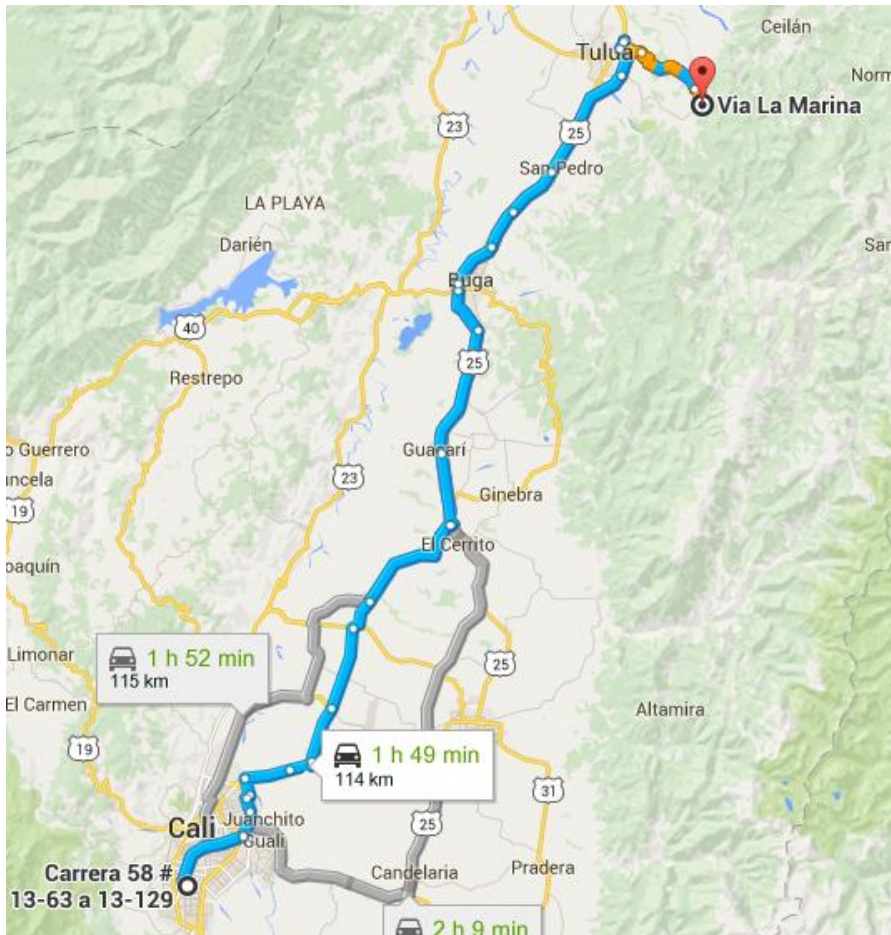 Ceilán
Tuluá
Norm
Via La Marina
23
25
San Pedro
LA PLAYA
Darién
San
Buga
40
25
Restrepo
o Guerrero
Guacarí
ncela
23
Ginebra
19
El Cerrito
oaquín
Limonar
1 h 52 min
115 km
25
El Carmen
Altamira
19
1 h 49 min
114 km
31
Cali
Juanchito
Guali
25
Carrera 58 #
13-63 a 13-129
Candelaria
Pradera
2 h 9 min